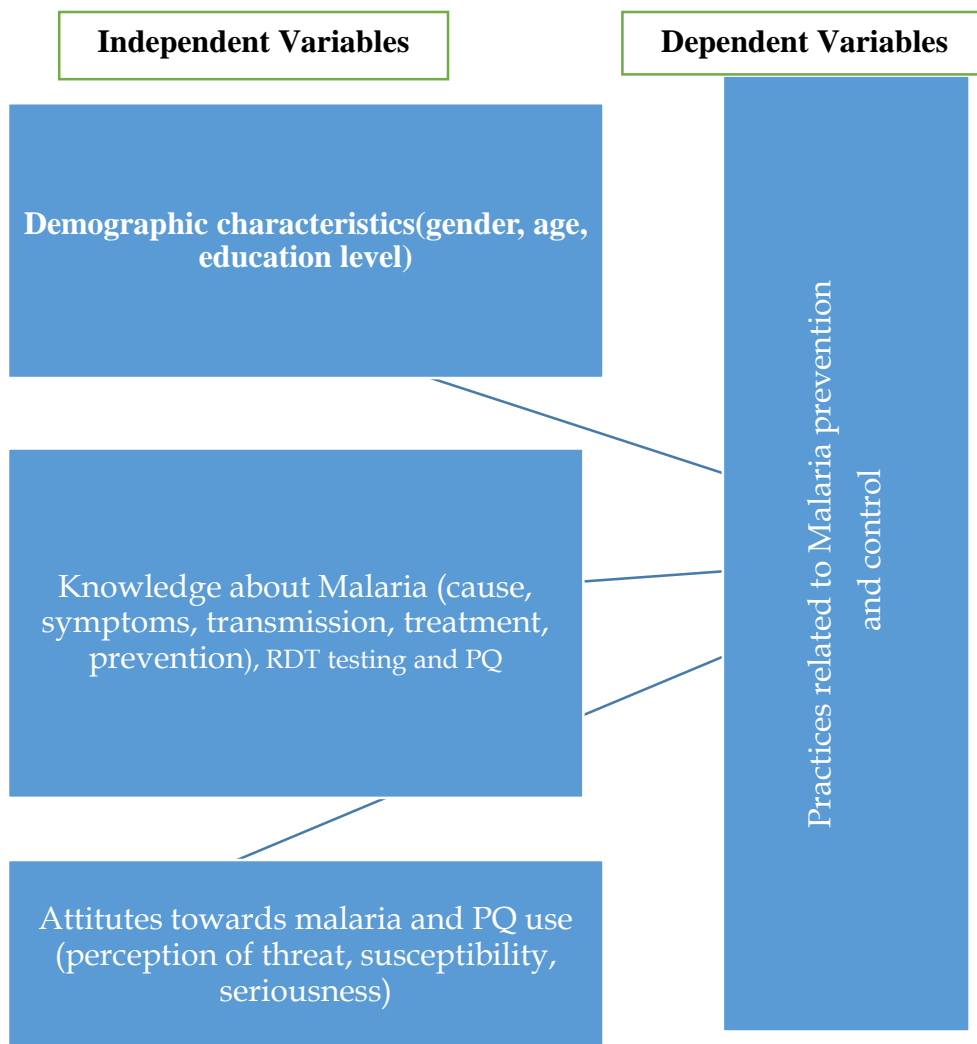 Independent Variables
Dependent Variables
Demographic characteristics(gender, age,
education level)
Knowledge about Malaria (cause,
symptoms, transmission, treatment,
prevention), RDT testing and PQ
Attitutes towards malaria and PQ use
(perception of threat, susceptibility,
seriousness)
Practices related to Malaria prevention
and control